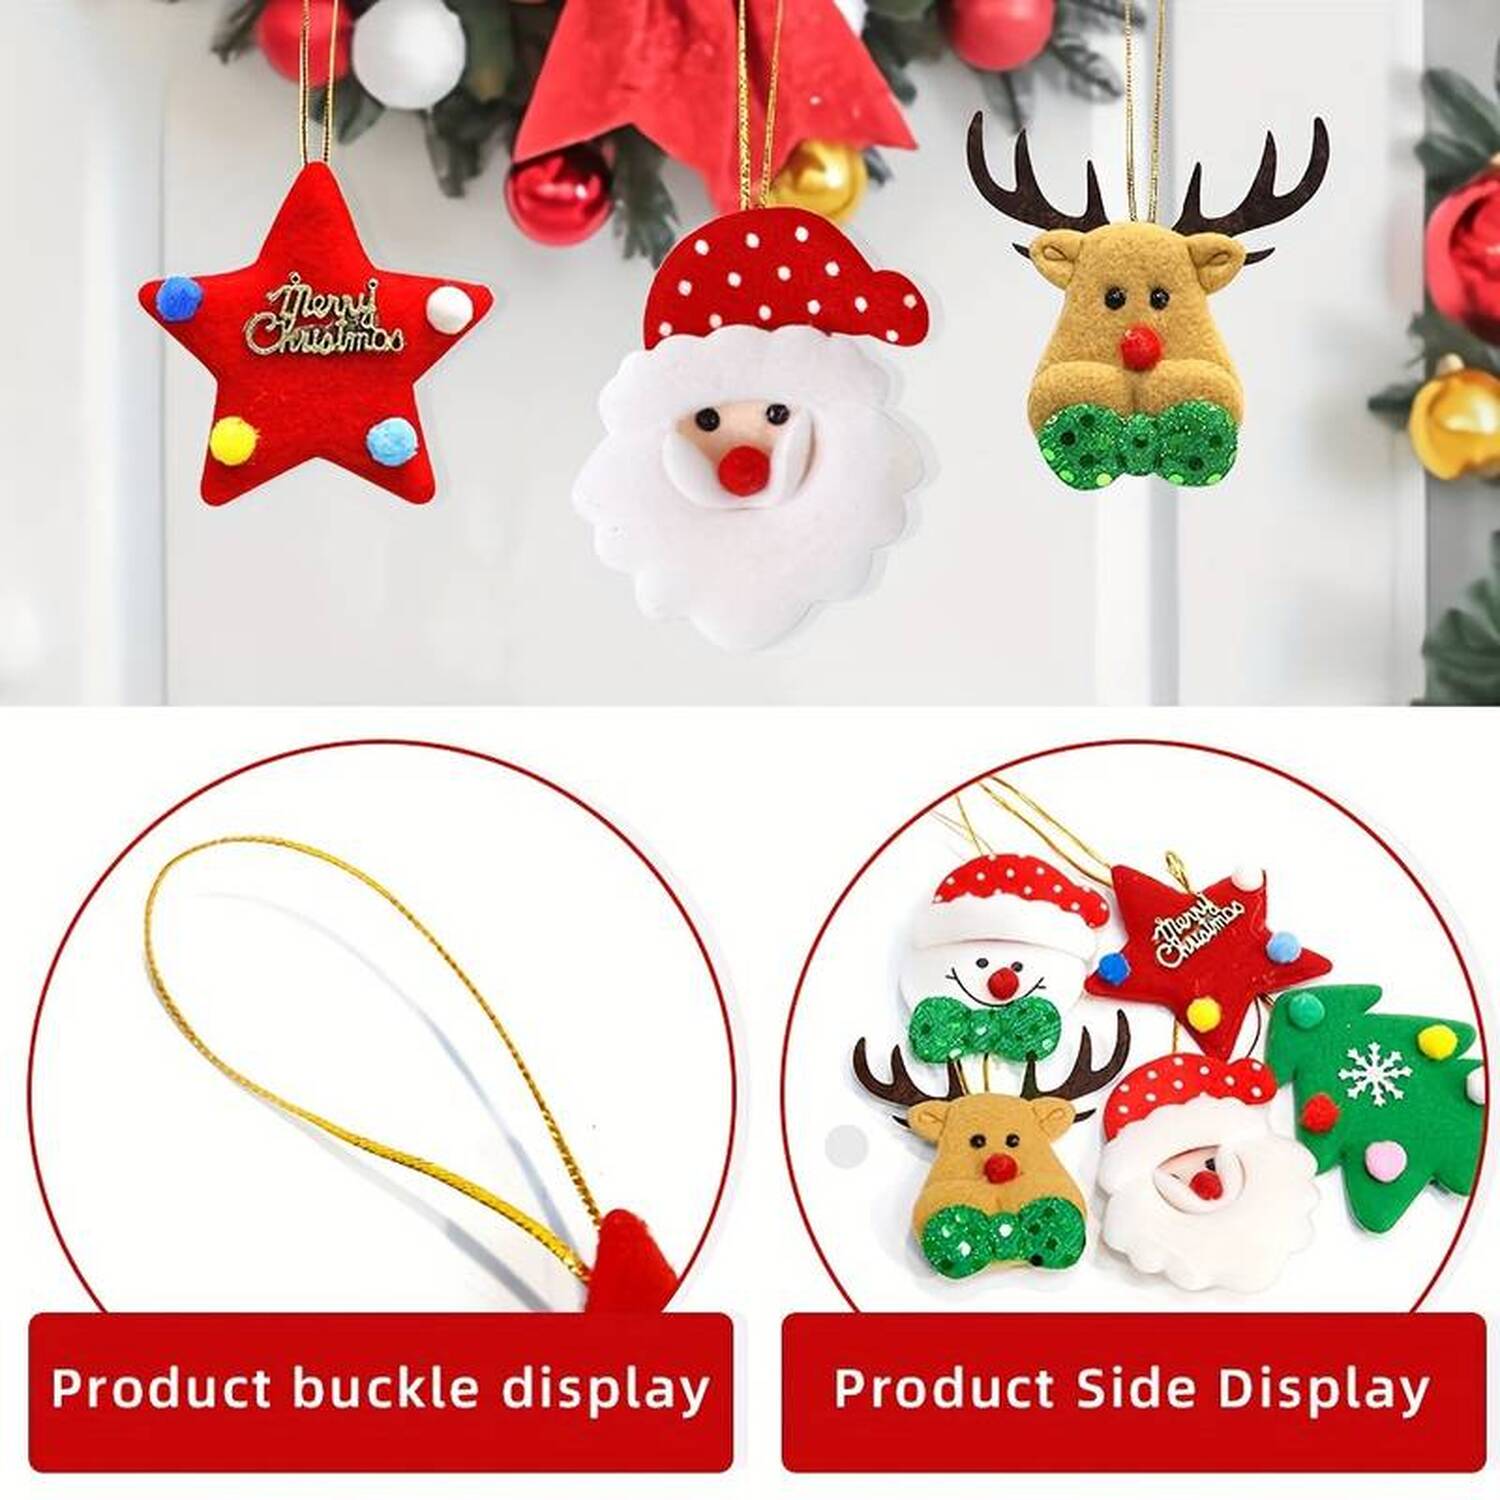 Merry
Christmas
Merry
Christmas
Product buckle display
Product Side Display